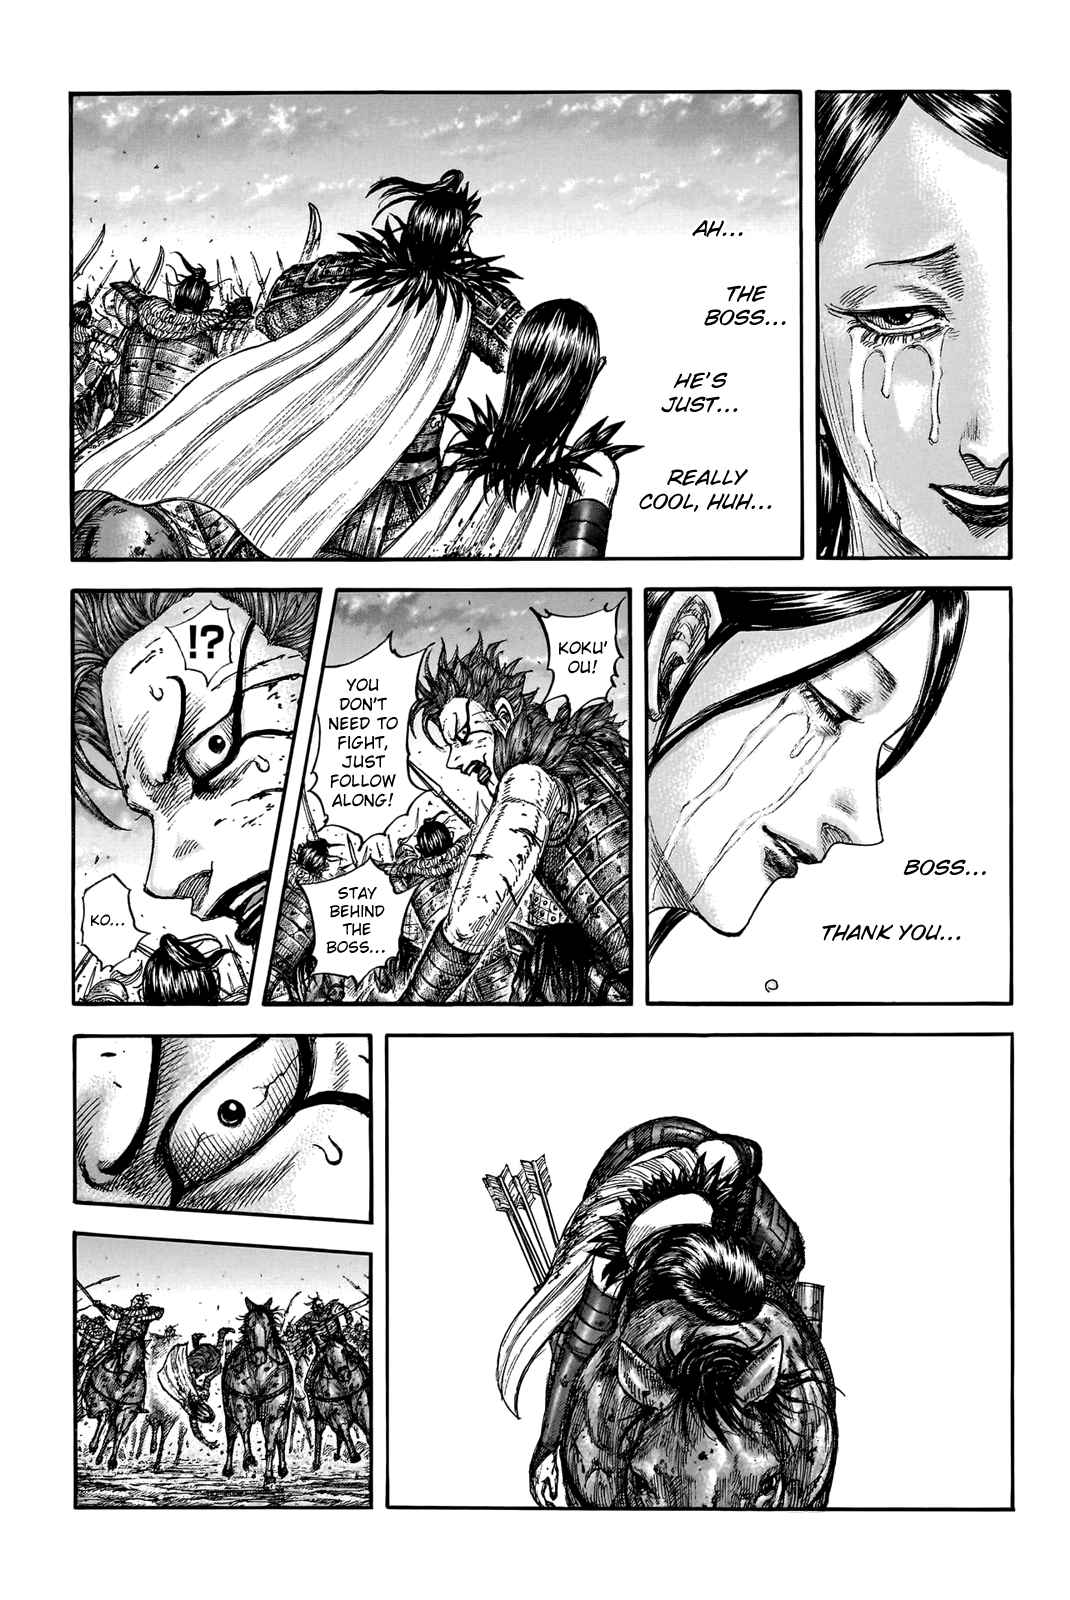 AH...
THE
BOSS...
HE'S
JUST...
REALLY
COOL, HUH...
BOSS...
THANK YOU...
KOKU'
OU!
YOU
DON'T
NEED TO
FIGHT,
JUST
FOLLOW
ALONG!
STAY
BEHIND
THE
BOSS...
!?
KO...